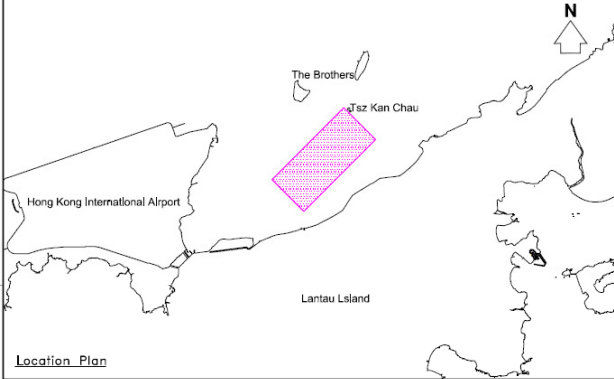 N
The Brothers
Tsz Kan Chau
Hong Kong International Airport
Lantau Lsland
Location Plan